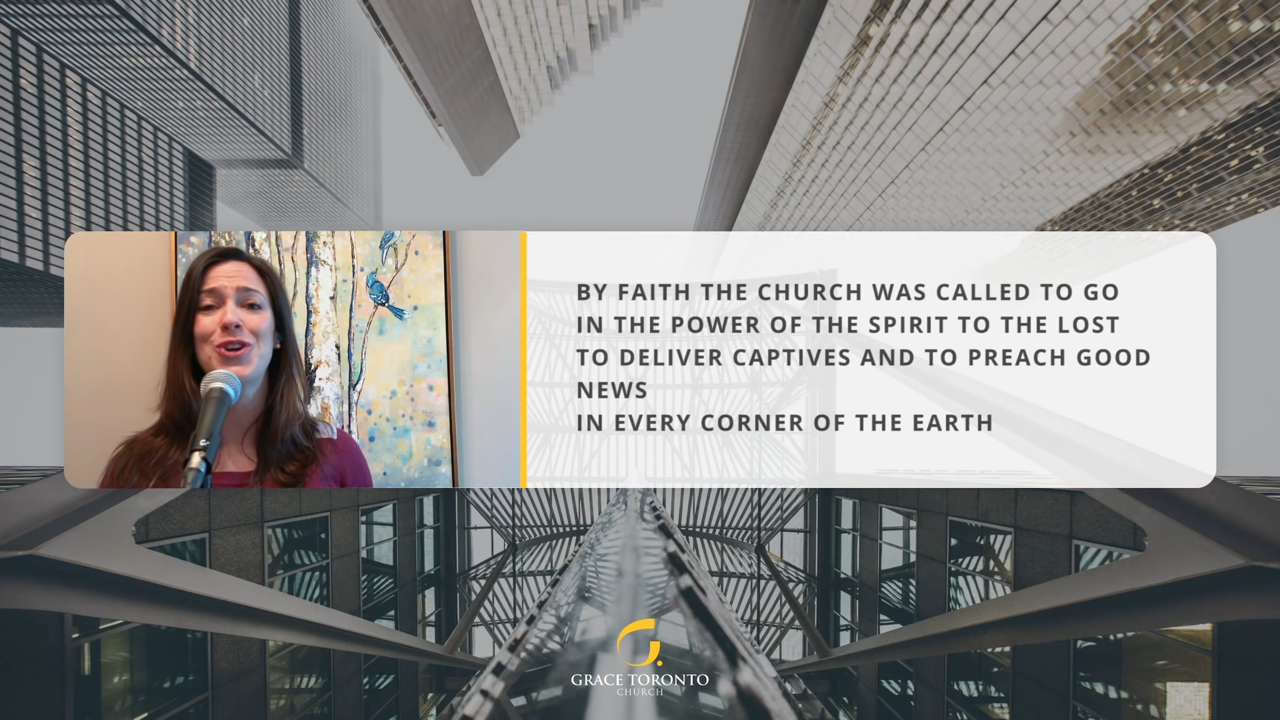 BY FAITH THE CHURCH WAS CALLED TO GO
IN THE POWER OF THE SPIRIT TO THE LOST
TO DELIVER CAPTIVES AND TO PREACH GOOD
NEWS
IN EVERY CORNER OF THE EARTH
GRACE TORONTO
CHURCH